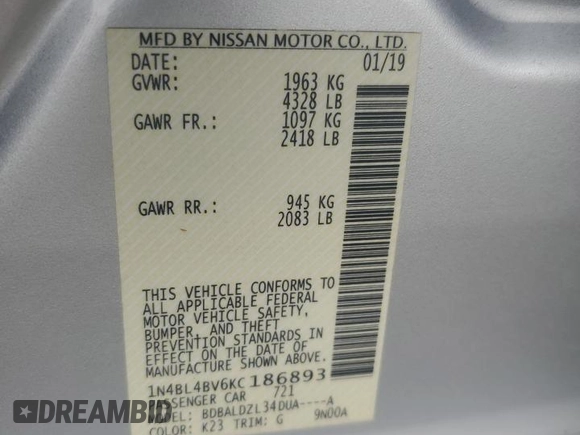 MFD BY NISSAN MOTOR CO., LTD.
DATE: 01/19
GVWR: 1963 KG
4328 LB
GAWR FR.: 1097 KG
2418 LB
GAWR RR.: 945 KG
2083 LB
THIS VEHICLE CONFORMS TO
ALL APPLICABLE FEDERAL
MOTOR VEHICLE SAFETY,
BUMPER, AND THEFT
PREVENTION STANDARDS IN
EFFECT ON THE DATE OF
MANUFACTURE SHOWN ABOVE.
1N4BL4BV6KC186893
PASSENGER CAR 721
MODEL: BDBALDZL34DUA----A
COLOR: K23 TRIM: G 9N00A
DREAMBID